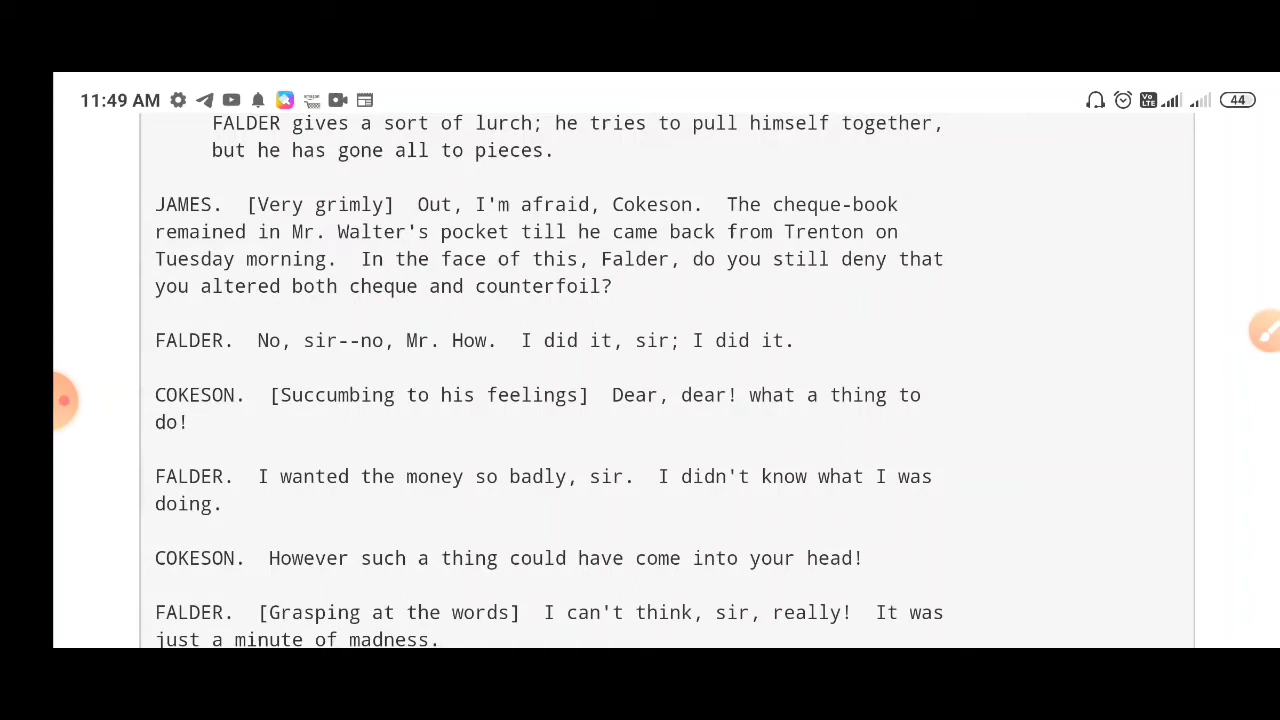 11:49 AM
Vo LTE
44
FALDER gives a sort of lurch; he tries to pull himself together,
but he has gone all to pieces.
JAMES. [Very grimly] Out, I'm afraid, Cokeson. The cheque-book
remained in Mr. Walter's pocket till he came back from Trenton on
Tuesday morning. In the face of this, Falder, do you still deny that
you altered both cheque and counterfoil?
FALDER. No, sir--no, Mr. How. I did it, sir; I did it.
COKESON. [Succumbing to his feelings] Dear, dear! what a thing to
do!
FALDER. I wanted the money so badly, sir. I didn't know what I was
doing.
COKESON. However such a thing could have come into your head!
FALDER. [Grasping at the words] I can't think, sir, really! It was
just a minute of madness.